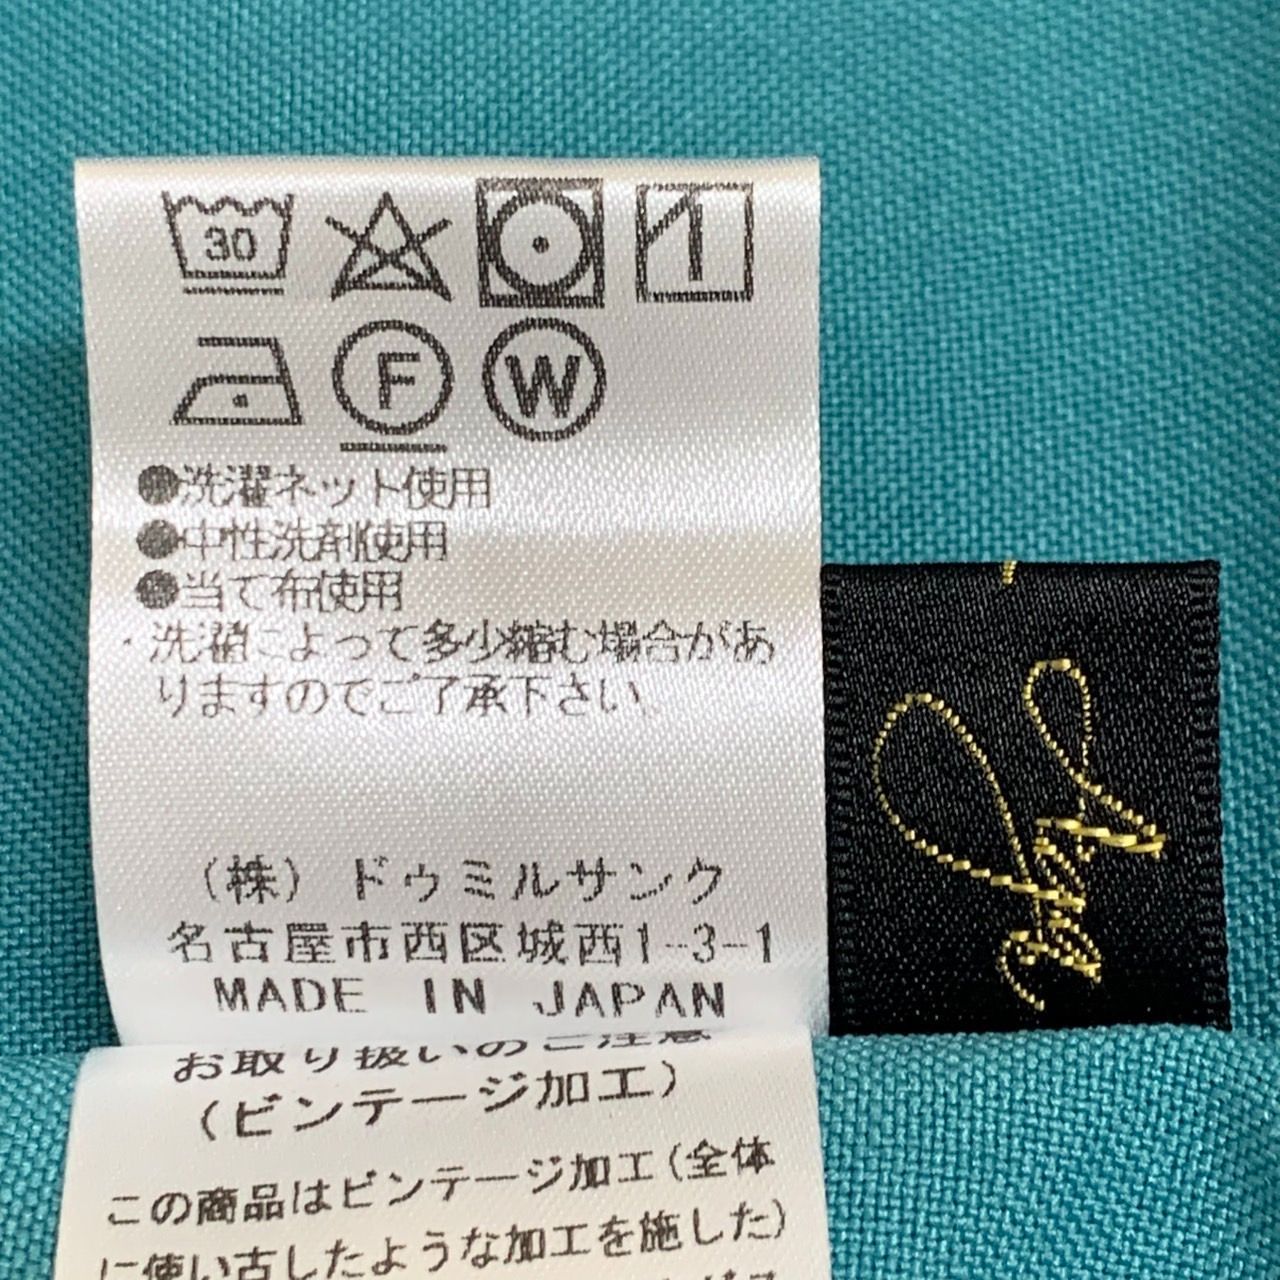 30
F W
●洗濯ネット使用
●中性洗剤使用
●当て布使用
・洗濯によって多少縮む場合があ
りますのでご了承下さい。
(株) ドゥミルサンク
名古屋市西区城西1-3-1
MADE IN JAPAN
お取り扱いのご注意
(ビンテージ加工)
この商品はビンテージ加工(全体
に使い古したような加工を施した)